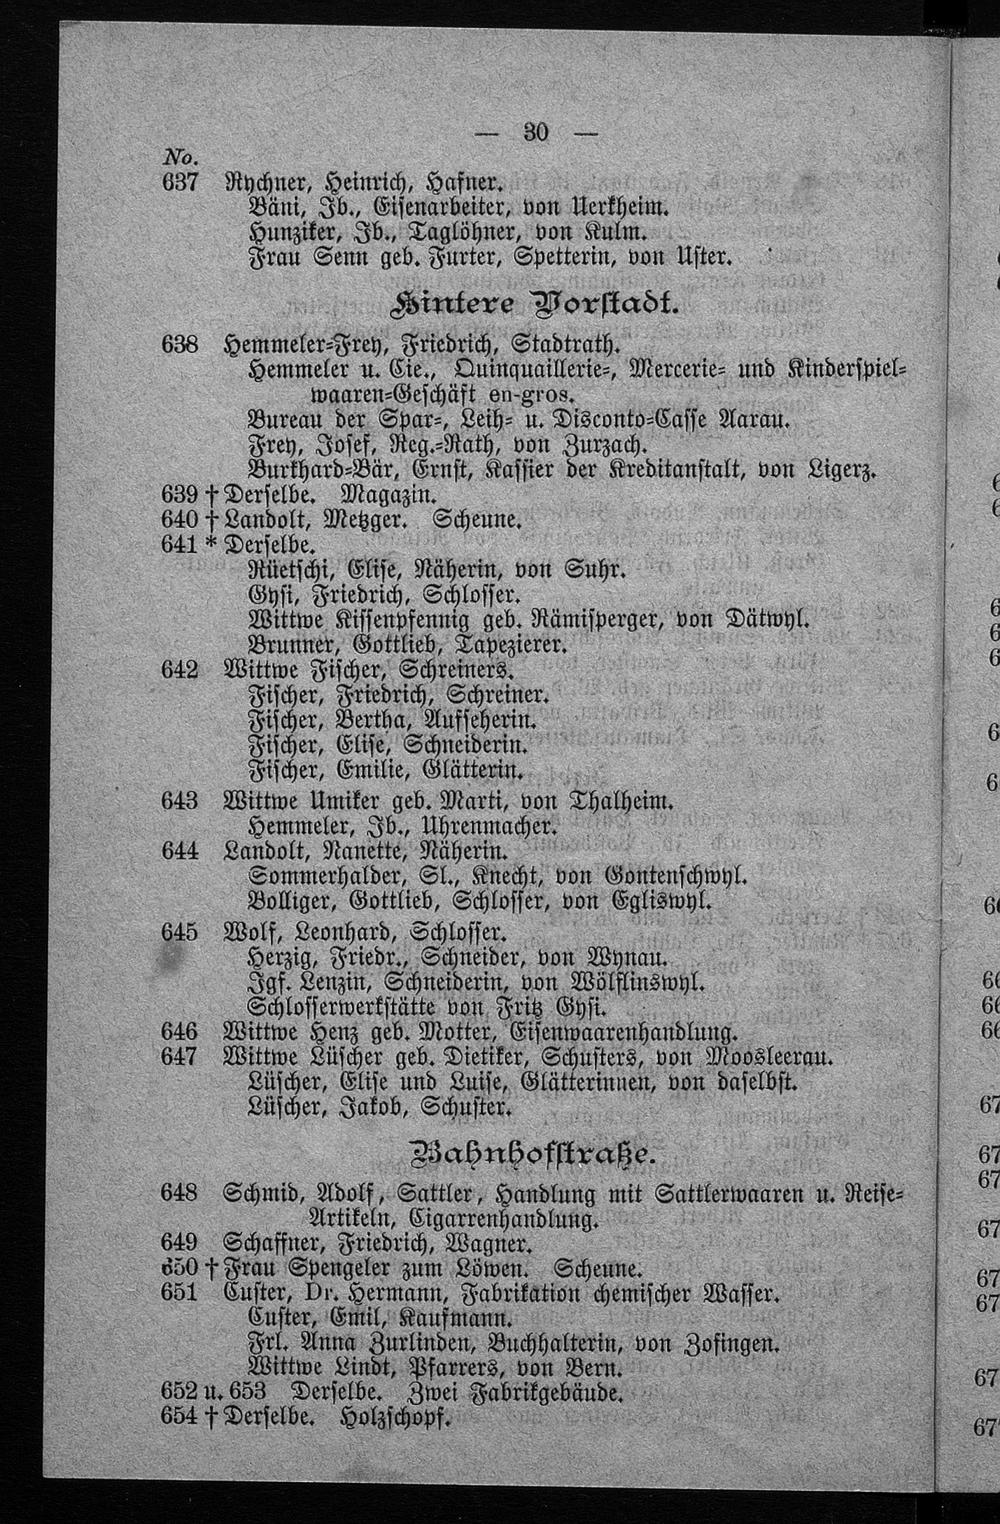 — 30 —
No.
637 Rychner, Heinrich, Hafner.
Bäni, Jb., Eisenarbeiter, von Uerkheim.
Hunziker, Jb., Taglöhner, von Kulm.
Frau Senn geb. Furter, Spetterin, von Uster.
Hintere Vorstadt.
638 Hemmeler-Frey, Friedrich, Stadtrath.
Hemmeler u. Cie., Quinquaillerie-, Mercerie- und Kinderspiel-
waaren-Geschäft en-gros.
Bureau der Spar-, Leih- u. Disconto-Casse Aarau.
Frey, Josef, Reg.-Rath, von Zurzach.
Burkhard-Bär, Ernst, Kassier der Kreditanstalt, von Ligerz.
639 † Derselbe. Magazin.
640 † Landolt, Metzger. Scheune.
641 * Derselbe.
Rüetschi, Elise, Näherin, von Suhr.
Gysi, Friedrich, Schlosser.
Wittwe Kissenpfennig geb. Rämisperger, von Dätwyl.
Brunner, Gottlieb, Tapezierer.
642 Wittwe Fischer, Schreiners.
Fischer, Friedrich, Schreiner.
Fischer, Bertha, Aufseherin.
Fischer, Elise, Schneiderin.
Fischer, Emilie, Glätterin.
643 Wittwe Umiker geb. Marti, von Thalheim.
Hemmeler, Jb., Uhrenmacher.
644 Landolt, Nanette, Näherin.
Sommerhalder, Sl., Knecht, von Gontenschwyl.
Bolliger, Gottlieb, Schlosser, von Egliswyl.
645 Wolf, Leonhard, Schlosser.
Herzig, Friedr., Schneider, von Wynau.
Jgf. Lenzin, Schneiderin, von Wölflinswyl.
Schlosserwerkstätte von Fritz Gysi.
646 Wittwe Henz geb. Motter, Eisenwaarenhandlung.
647 Wittwe Lüscher geb. Dietiker, Schusters, von Moosleerau.
Lüscher, Elise und Luise, Glätterinnen, von daselbst.
Lüscher, Jakob, Schuster.
Bahnhofstraße.
648 Schmid, Adolf, Sattler, Handlung mit Sattlerwaaren u. Reise-
Artikeln, Cigarrenhandlung.
649 Schaffner, Friedrich, Wagner.
650 † Frau Spengeler zum Löwen. Scheune.
651 Custer, Dr. Hermann, Fabrikation chemischer Wasser.
Custer, Emil, Kaufmann.
Frl. Anna Zurlinden, Buchhalterin, von Zofingen.
Wittwe Lindt, Pfarrers, von Bern.
652 u. 653 Derselbe. Zwei Fabrikgebäude.
654 † Derselbe. Holzschopf.